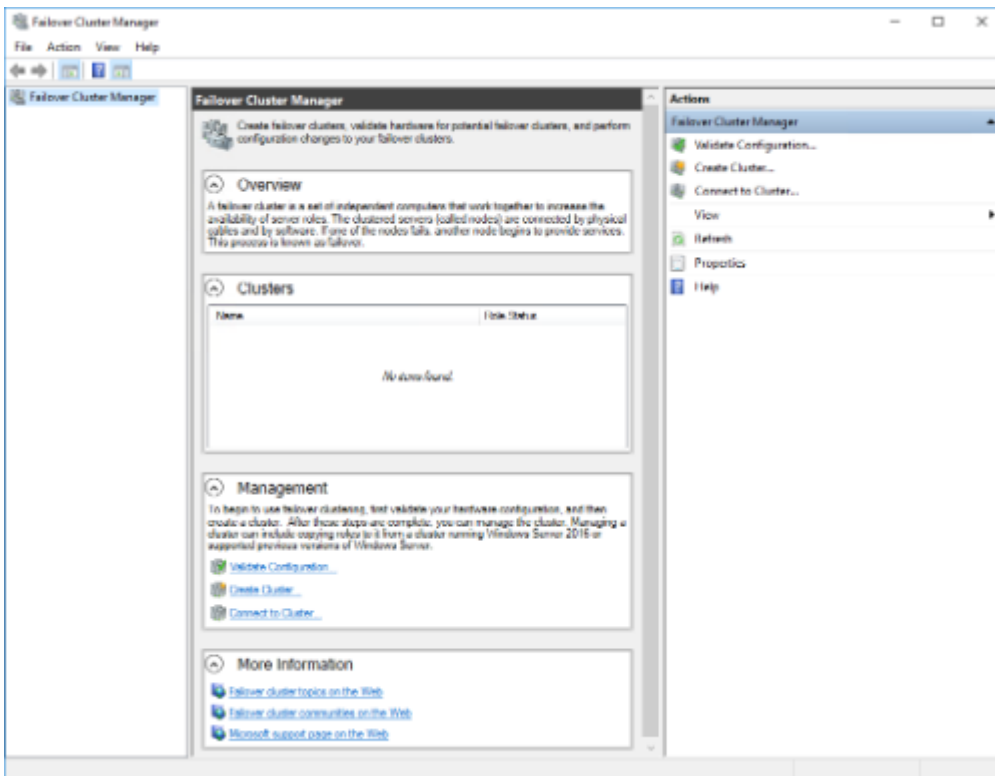 Failover Cluster Manager
File Action View Help
Failover Cluster Manager
Failover Cluster Manager
Create failover clusters, validate hardware for potential failover clusters, and perform
configuration changes to your failover clusters.
Overview
A failover cluster is a set of independent computers that work together to increase the
availability of server roles. The clustered servers (called nodes) are connected by physical
cables and by software. If one of the nodes fails, another node begins to provide services.
This process is known as failover.
Clusters
Name Role Status
No items found.
Management
To begin to use failover clustering, first validate your hardware configuration, and then
create a cluster. After these steps are complete, you can manage the cluster. Managing a
cluster can include copying roles to it from a cluster running Windows Server 2016 or
supported previous versions of Windows Server.
Validate Configuration...
Create Cluster...
Connect to Cluster...
More Information
Failover cluster topics on the Web
Failover cluster communities on the Web
Microsoft support page on the Web
Actions
Failover Cluster Manager
Validate Configuration...
Create Cluster...
Connect to Cluster...
View
Refresh
Properties
Help